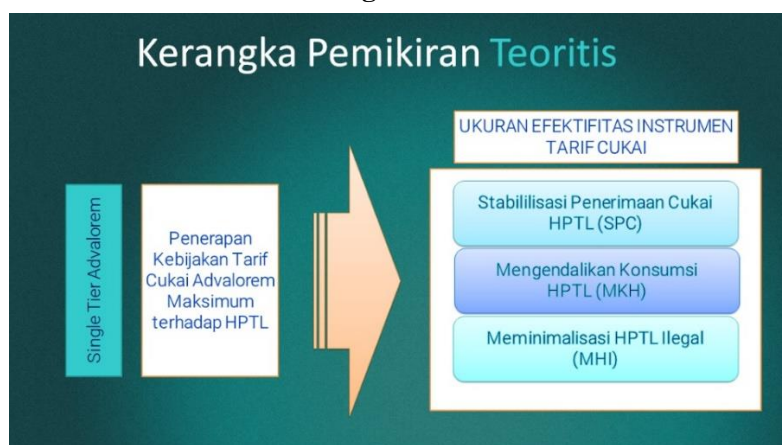 Kerangka Pemikiran Teoritis
Single Tier Advalorem
Penerapan
Kebijakan Tarif
Cukai Advalorem
Maksimum
terhadap HPTL
UKURAN EFEKTIFITAS INSTRUMEN
TARIF CUKAI
Stabililisasi Penerimaan Cukai
HPTL (SPC)
Mengendalikan Konsumsi
HPTL (MKH)
Meminimalisasi HPTL Ilegal
(MHI)